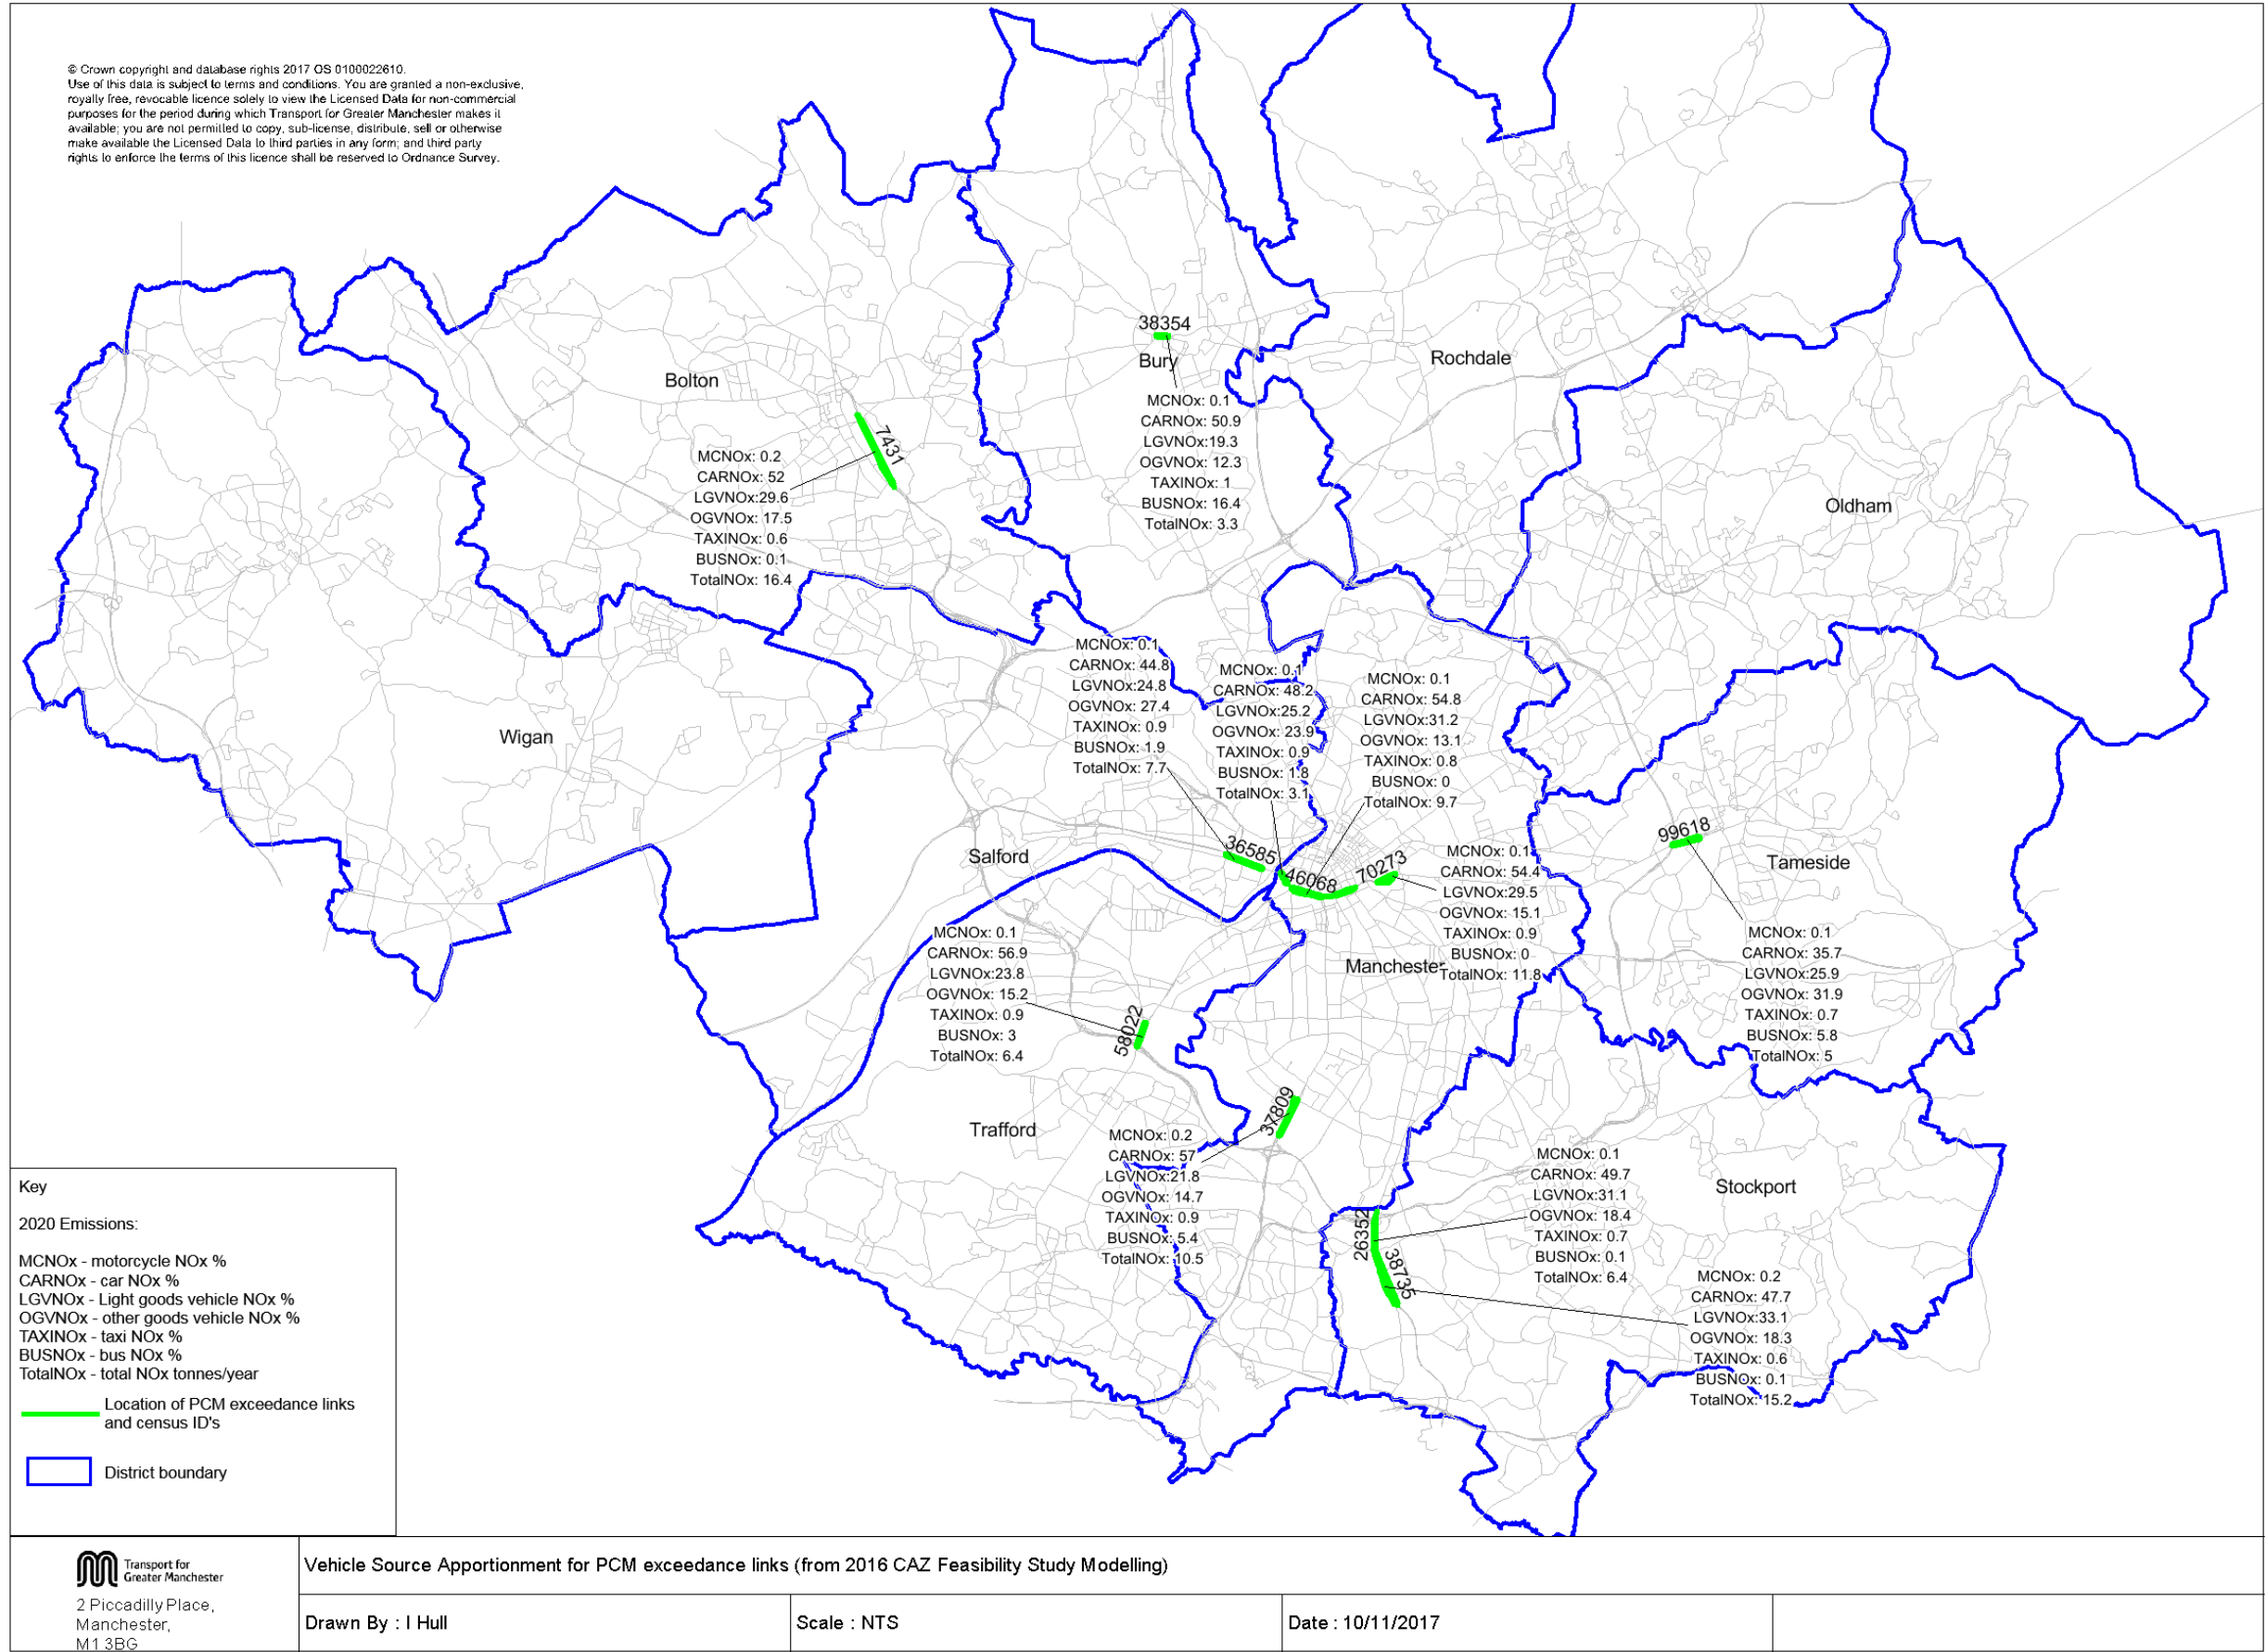 © Crown copyright and database rights 2017 OS 0100022610.
Use of this data is subject to terms and conditions. You are granted a non-exclusive,
royally free, revocable licence solely to view the Licensed Data for non-commercial
purposes for the period during which Transport for Greater Manchester makes it
available; you are not permitted to copy, sub-license, distribute, sell or otherwise
make available the Licensed Data to third parties in any form; and third party
rights to enforce the terms of this licence shall be reserved to Ordnance Survey.
38354
Bury
MCNOx: 0.1
CARNOx: 50.9
LGVNOx:19.3
OGVNOx: 12.3
TAXINOx: 1
BUSNOx: 16.4
TotalNOx: 3.3
Rochdale
Bolton
7431
MCNOx: 0.2
CARNOx: 52
LGVNOx:29.6
OGVNOx: 17.5
TAXINOx: 0.6
BUSNOx: 0.1
TotalNOx: 16.4
Oldham
Wigan
MCNOx: 0.1
CARNOx: 44.8
LGVNOx:24.8
OGVNOx: 27.4
TAXINOx: 0.9
BUSNOx: 1.9
TotalNOx: 7.7
MCNOx: 0.1
CARNOx: 48.2
LGVNOx:25.2
OGVNOx: 23.9
TAXINOx: 0.9
BUSNOx: 1.8
TotalNOx: 3.1
MCNOx: 0.1
CARNOx: 54.8
LGVNOx:31.2
OGVNOx: 13.1
TAXINOx: 0.8
BUSNOx: 0
TotalNOx: 9.7
Salford
36585
46068
70273
MCNOx: 0.1
CARNOx: 54.4
LGVNOx:29.5
OGVNOx: 15.1
TAXINOx: 0.9
BUSNOx: 0
TotalNOx: 11.8
Manchester
99618
Tameside
MCNOx: 0.1
CARNOx: 35.7
LGVNOx:25.9
OGVNOx: 31.9
TAXINOx: 0.7
BUSNOx: 5.8
TotalNOx: 5
MCNOx: 0.1
CARNOx: 56.9
LGVNOx:23.8
OGVNOx: 15.2
TAXINOx: 0.9
BUSNOx: 3
TotalNOx: 6.4
58022
Trafford
37809
MCNOx: 0.2
CARNOx: 57
LGVNOx:21.8
OGVNOx: 14.7
TAXINOx: 0.9
BUSNOx: 5.4
TotalNOx: 10.5
Stockport
26352
MCNOx: 0.1
CARNOx: 49.7
LGVNOx:31.1
OGVNOx: 18.4
TAXINOx: 0.7
BUSNOx: 0.1
TotalNOx: 6.4
38735
MCNOx: 0.2
CARNOx: 47.7
LGVNOx:33.1
OGVNOx: 18.3
TAXINOx: 0.6
BUSNOx: 0.1
TotalNOx: 15.2
Key
2020 Emissions:
MCNOx - motorcycle NOx %
CARNOx - car NOx %
LGVNOx - Light goods vehicle NOx %
OGVNOx - other goods vehicle NOx %
TAXINOx - taxi NOx %
BUSNOx - bus NOx %
TotalNOx - total NOx tonnes/year
Location of PCM exceedance links
and census ID's
District boundary
Transport for
Greater Manchester
2 Piccadilly Place,
Manchester,
M1 3BG
Vehicle Source Apportionment for PCM exceedance links (from 2016 CAZ Feasibility Study Modelling)
Drawn By : I Hull
Scale : NTS
Date : 10/11/2017